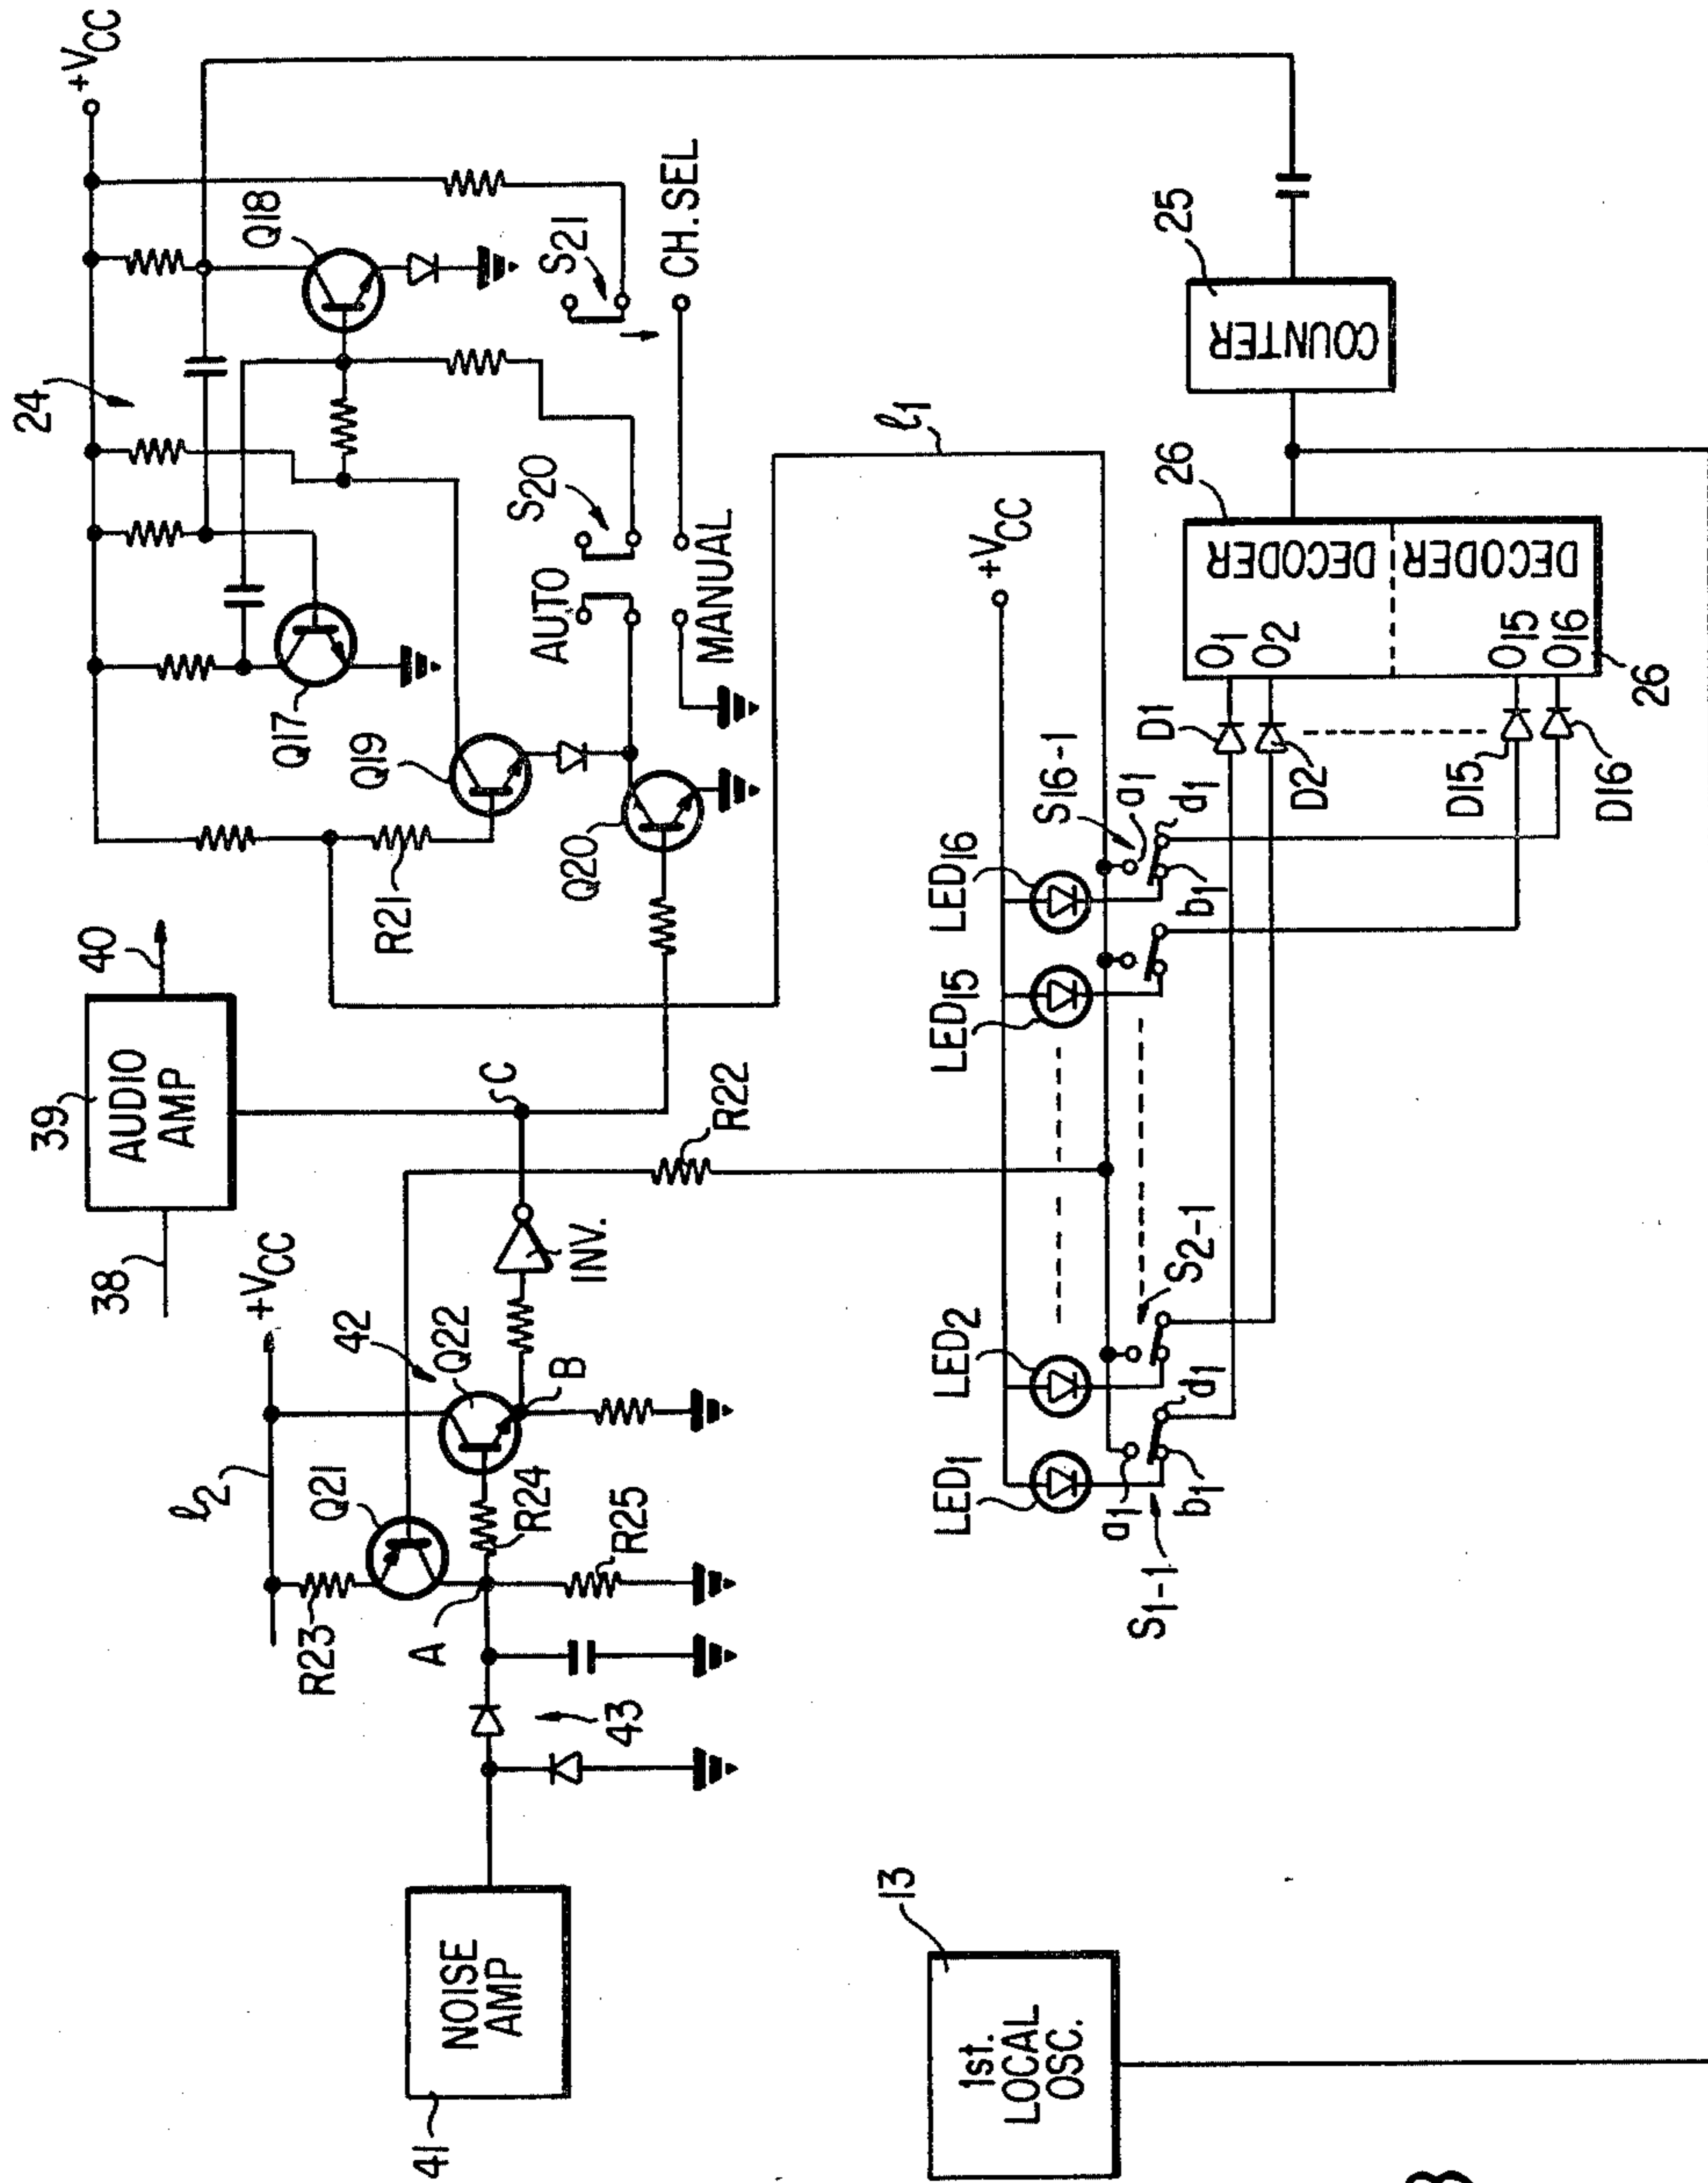 39
AUDIO
AMP
40
38
+VCC
ℓ2
42
Q21
Q22
R23
A
R24
R25
B
INV.
C
43
NOISE
AMP
41
R22
24
+VCC
Q17
Q18
Q19
Q20
R21
AUTO
S20
MANUAL
S21
CH. SEL
ℓ1
+VCC
LED1
LED2
LED15
LED16
a1
b1
d1
S1-1
S2-1
S16-1
a1
b1
d1
D1
D2
D15
D16
26
DECODER
DECODER
O1
O2
O15
O16
26
COUNTER
25
1st.
LOCAL
OSC.
13